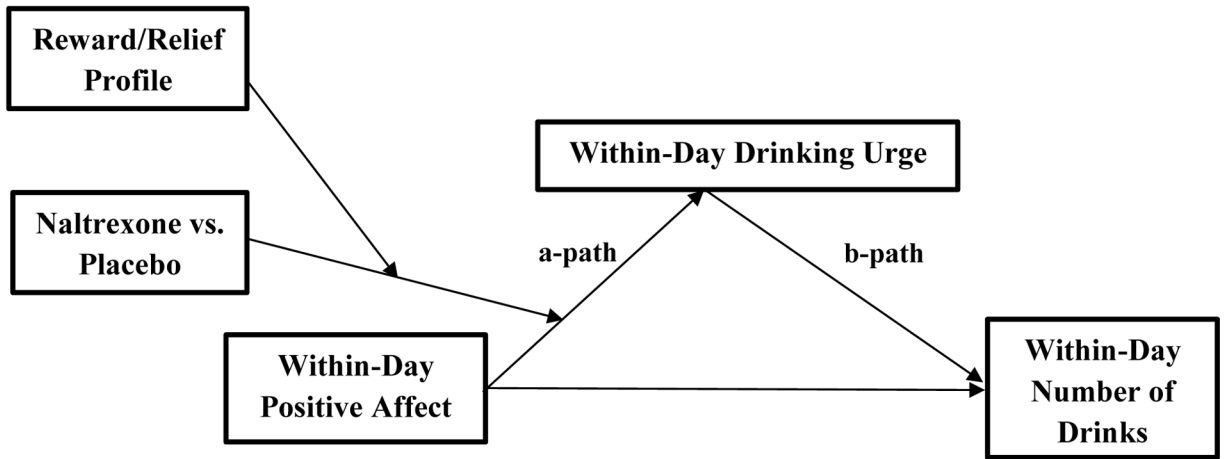 Reward/Relief
Profile
Within-Day Drinking Urge
Naltrexone vs.
Placebo
a-path
b-path
Within-Day
Positive Affect
Within-Day
Number of
Drinks